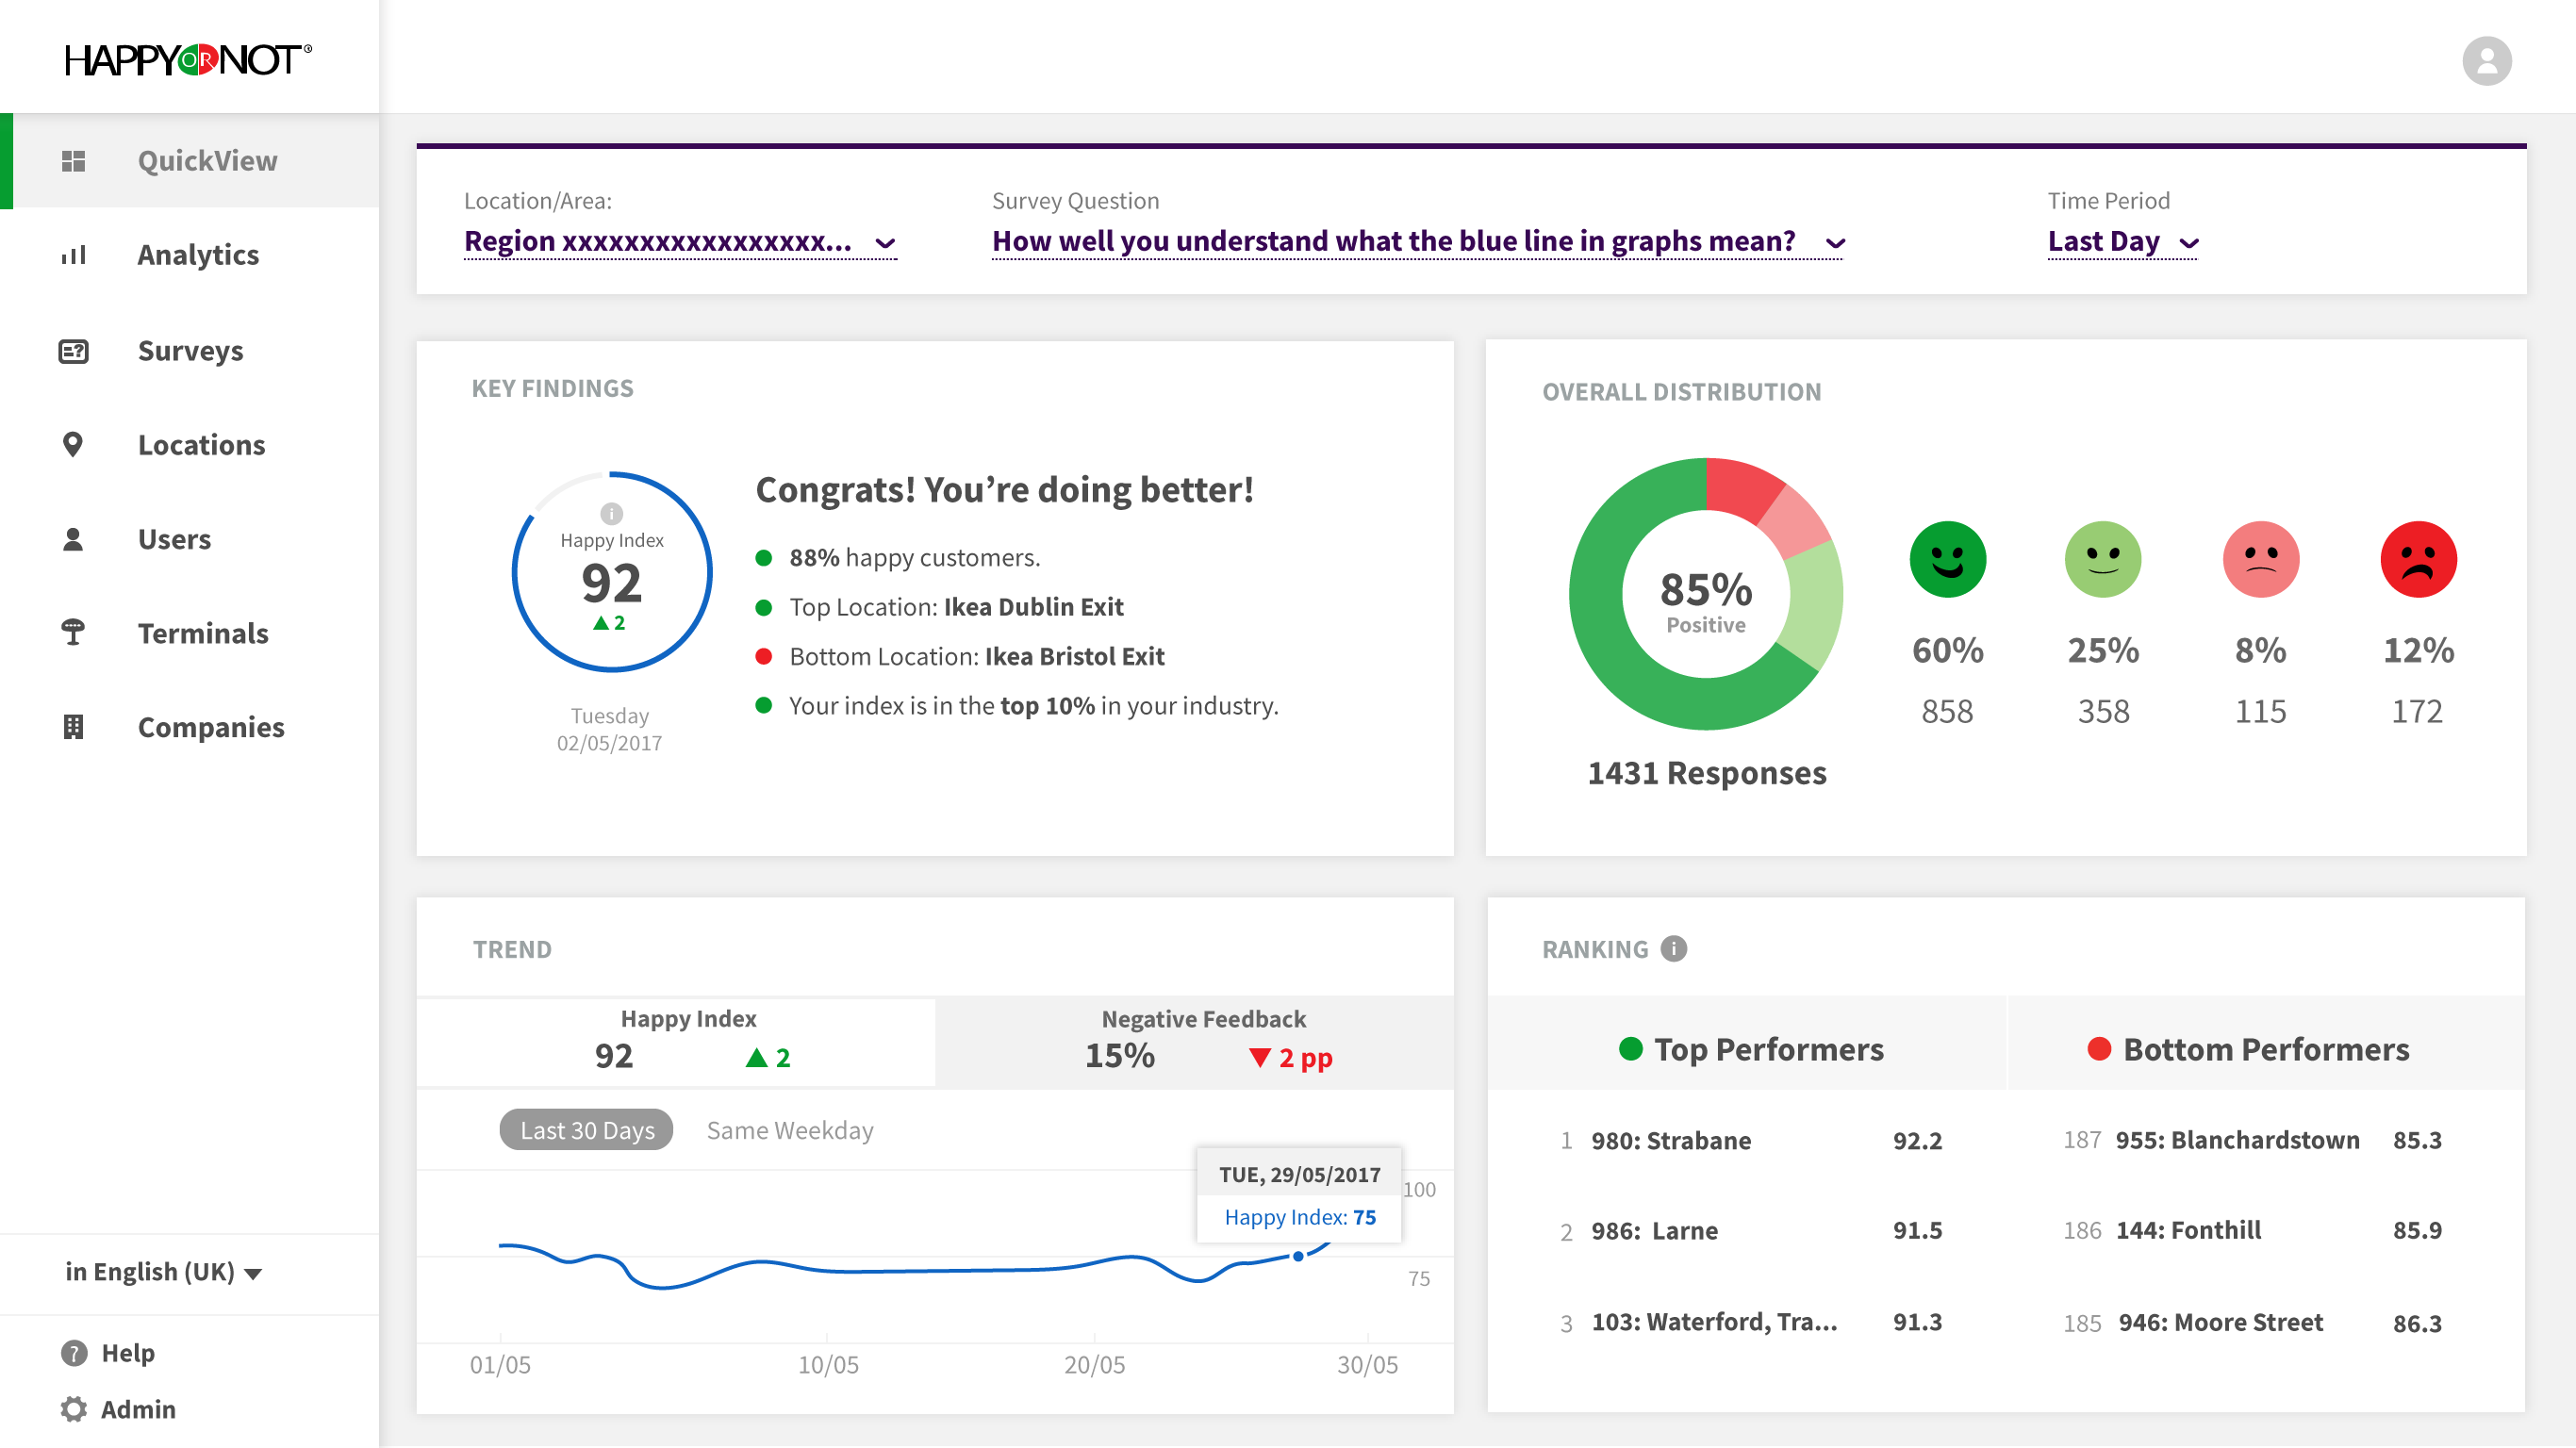 HAPPYORNOT®
QuickView
Analytics
Surveys
Locations
Users
Terminals
Companies
in English (UK)
Help
Admin
Location/Area:
Region xxxxxxxxxxxxxxxxx...
Survey Question
How well you understand what the blue line in graphs mean?
Time Period
Last Day
KEY FINDINGS
Happy Index
92
2
Tuesday
02/05/2017
Congrats! You’re doing better!
88% happy customers.
Top Location: Ikea Dublin Exit
Bottom Location: Ikea Bristol Exit
Your index is in the top 10% in your industry.
OVERALL DISTRIBUTION
85%
Positive
1431 Responses
60% 25% 8% 12%
858 358 115 172
TREND
Happy Index
92 2
Negative Feedback
15% 2 pp
Last 30 Days Same Weekday
TUE, 29/05/2017
Happy Index: 75
100
75
01/05 10/05 20/05 30/05
RANKING
Top Performers
1 980: Strabane 92.2
2 986: Larne 91.5
3 103: Waterford, Tra... 91.3
Bottom Performers
187 955: Blanchardstown 85.3
186 144: Fonthill 85.9
185 946: Moore Street 86.3